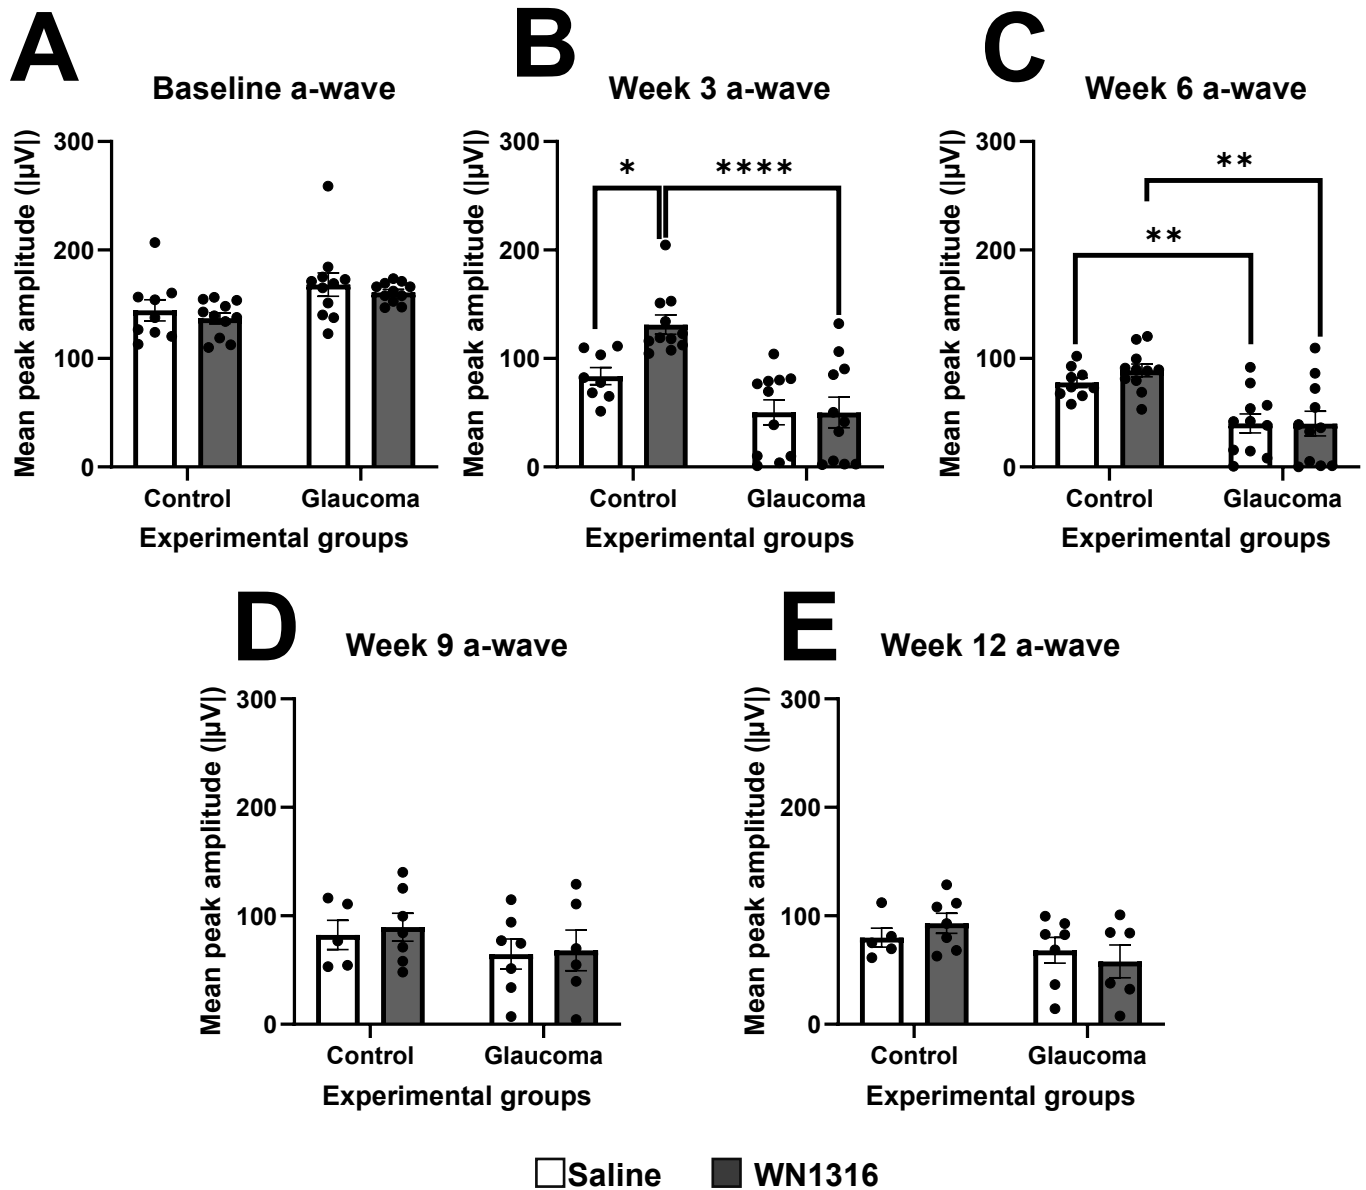 A
Baseline a-wave
Mean peak amplitude (|µV|)
300
200
100
0
Control
Glaucoma
Experimental groups
B
Week 3 a-wave
Mean peak amplitude (|µV|)
300
200
100
0
*
****
Control
Glaucoma
Experimental groups
C
Week 6 a-wave
Mean peak amplitude (|µV|)
300
200
100
0
**
**
Control
Glaucoma
Experimental groups
D
Week 9 a-wave
Mean peak amplitude (|µV|)
300
200
100
0
Control
Glaucoma
Experimental groups
E
Week 12 a-wave
Mean peak amplitude (|µV|)
300
200
100
0
Control
Glaucoma
Experimental groups
Saline
WN1316